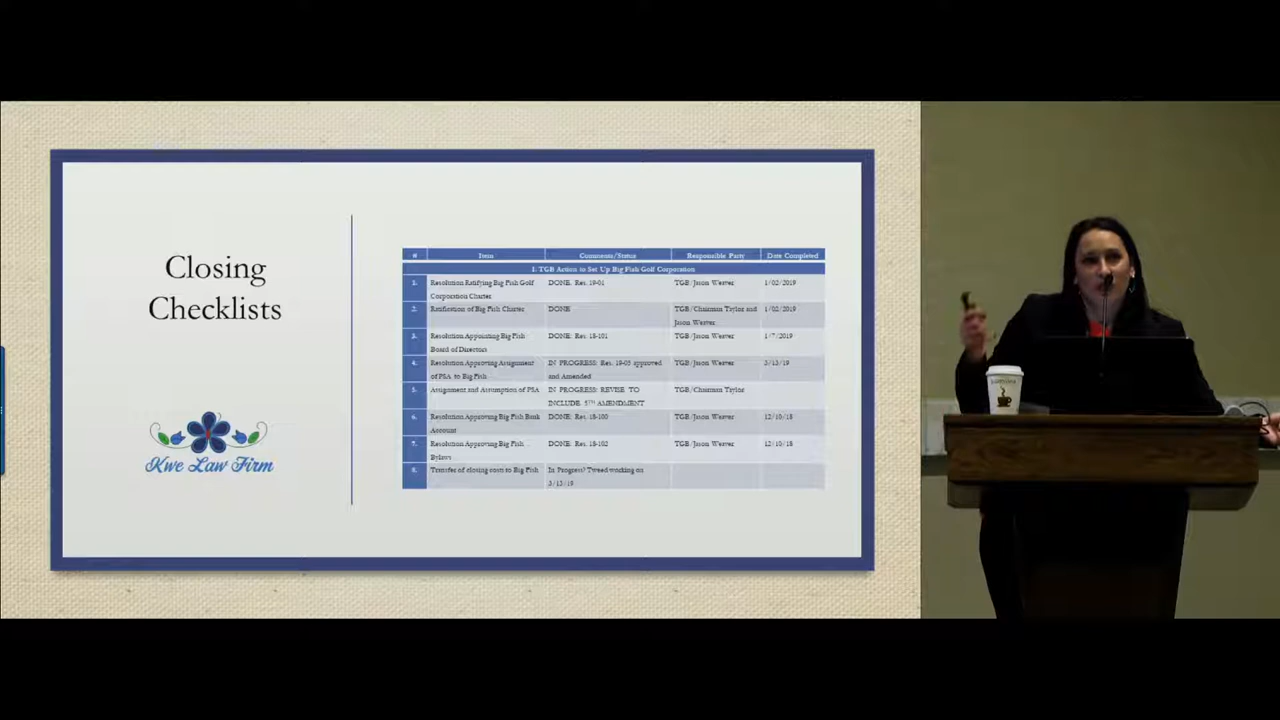 Closing
Checklists
Kwe Law Firm
# Item Comments/Status Responsible Party Date Completed
I. TGB Action to Set Up Big Fish Golf Corporation
1. Resolution Ratifying Big Fish Golf DONE. Res. 19-01 TGB/Jason Weaver 1/02/2019
Corporation Charter
2. Ratification of Big Fish Charter DONE TGB/Chairman Taylor and 1/02/2019
Jason Weaver
3. Resolution Appointing Big Fish DONE. Res. 18-101 TGB/Jason Weaver 1/7/2019
Board of Directors
4. Resolution Approving Assignment IN PROGRESS: Res. 19-05 approved TGB/Jason Weaver 3/13/19
of PSA to Big Fish and Amended
5. Assignment and Assumption of PSA IN PROGRESS: REVISE TO TGB/Chairman Taylor
INCLUDE 5TH AMENDMENT
6. Resolution Approving Big Fish Bank DONE. Res. 18-100 TGB/Jason Weaver 12/10/18
Account
7. Resolution Approving Big Fish DONE. Res. 18-102 TGB/Jason Weaver 12/10/18
Bylaws
8. Transfer of closing costs to Big Fish In Progress? Tweed working on
3/13/19